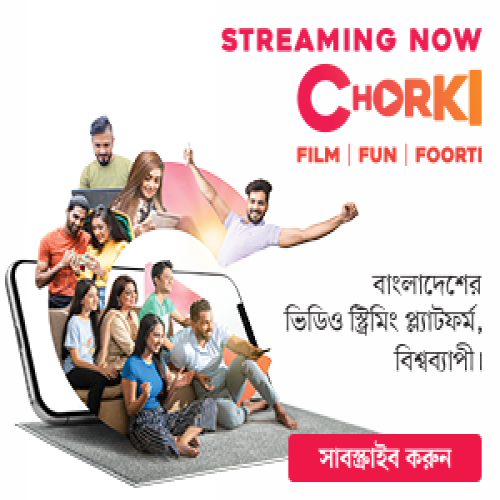 STREAMING NOW
CHORKI
FILM | FUN | FOORTI
বাংলাদেশের
ভিডিও স্ট্রিমিং প্ল্যাটফর্ম,
বিশ্বব্যাপী।
সাবস্ক্রাইব করুন